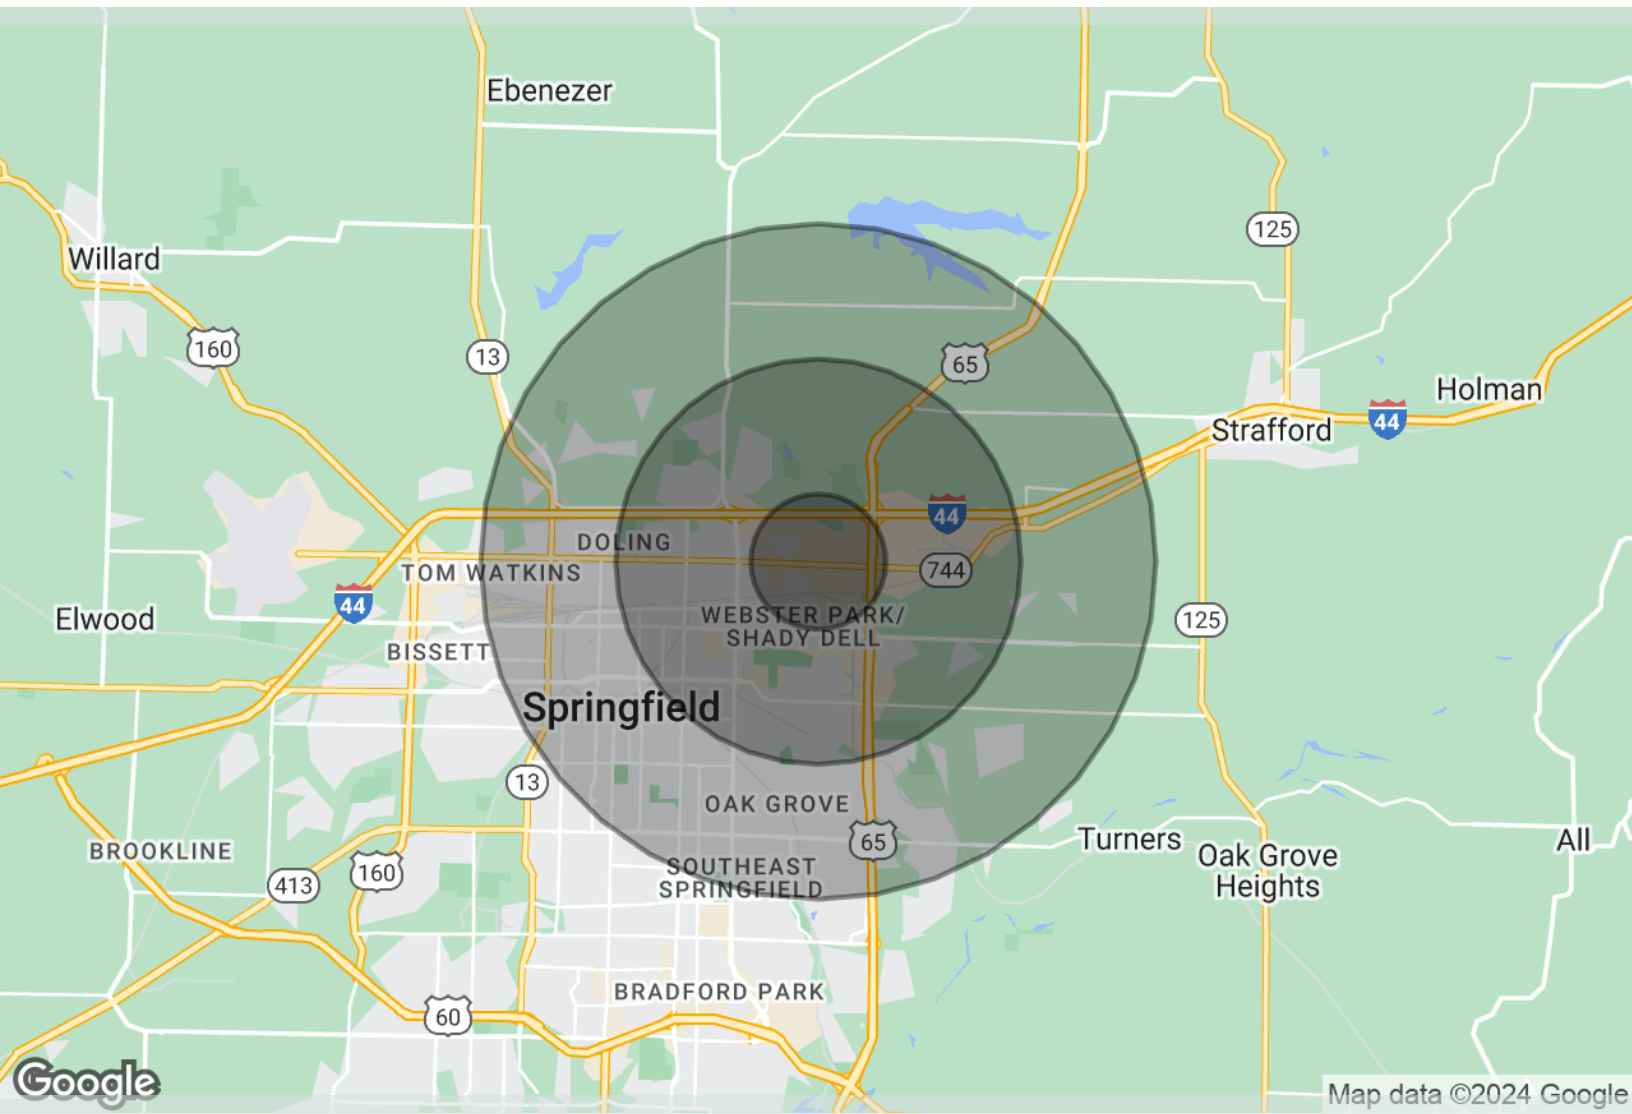 Ebenezer
125
Willard
160
13
65
Holman
44
Strafford
44
DOLING
744
TOM WATKINS
44
Elwood
WEBSTER PARK/
SHADY DELL
125
BISSETT
Springfield
13
OAK GROVE
65
Turners
All
BROOKLINE
Oak Grove
Heights
160
413
SOUTHEAST
SPRINGFIELD
BRADFORD PARK
60
Google
Map data ©2024 Google